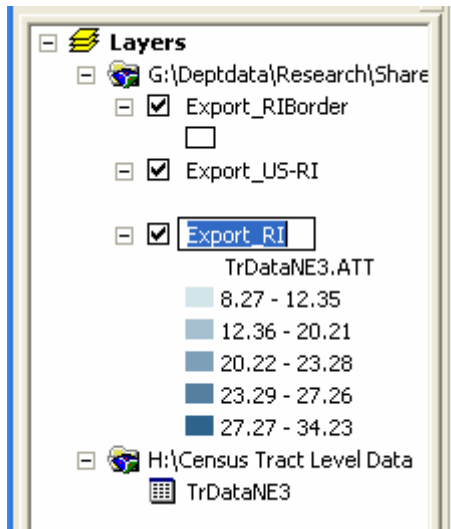 Layers
G:\Deptdata\Research\Share
Export_RIBorder
Export_US-RI
Export_RI
TrDataNE3.ATT
8.27 - 12.35
12.36 - 20.21
20.22 - 23.28
23.29 - 27.26
27.27 - 34.23
H:\Census Tract Level Data
TrDataNE3